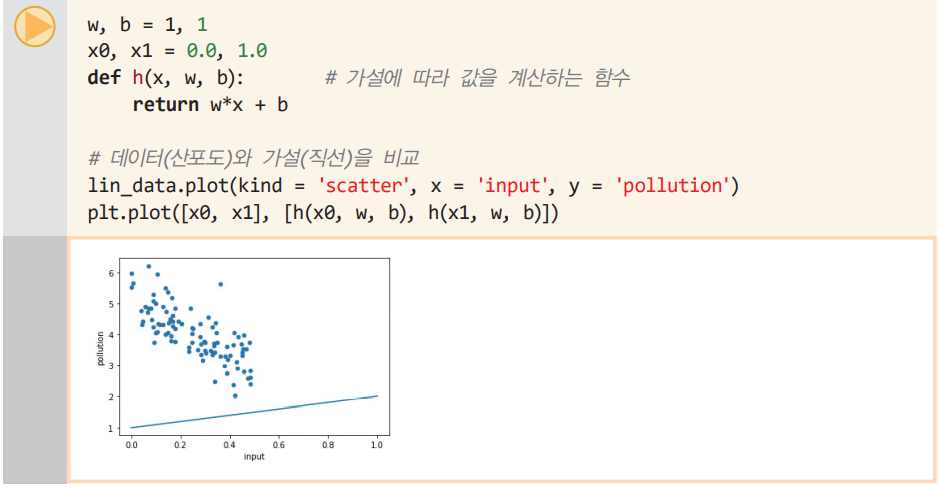 w, b = 1, 1
x0, x1 = 0.0, 1.0
def h(x, w, b):        # 가설에 따라 값을 계산하는 함수
    return w*x + b
# 데이터(산포도)와 가설(직선)을 비교
lin_data.plot(kind = 'scatter', x = 'input', y = 'pollution')
plt.plot([x0, x1], [h(x0, w, b), h(x1, w, b)])
6
5
4
3
2
1
pollution
0.0 0.2 0.4 0.6 0.8 1.0
input